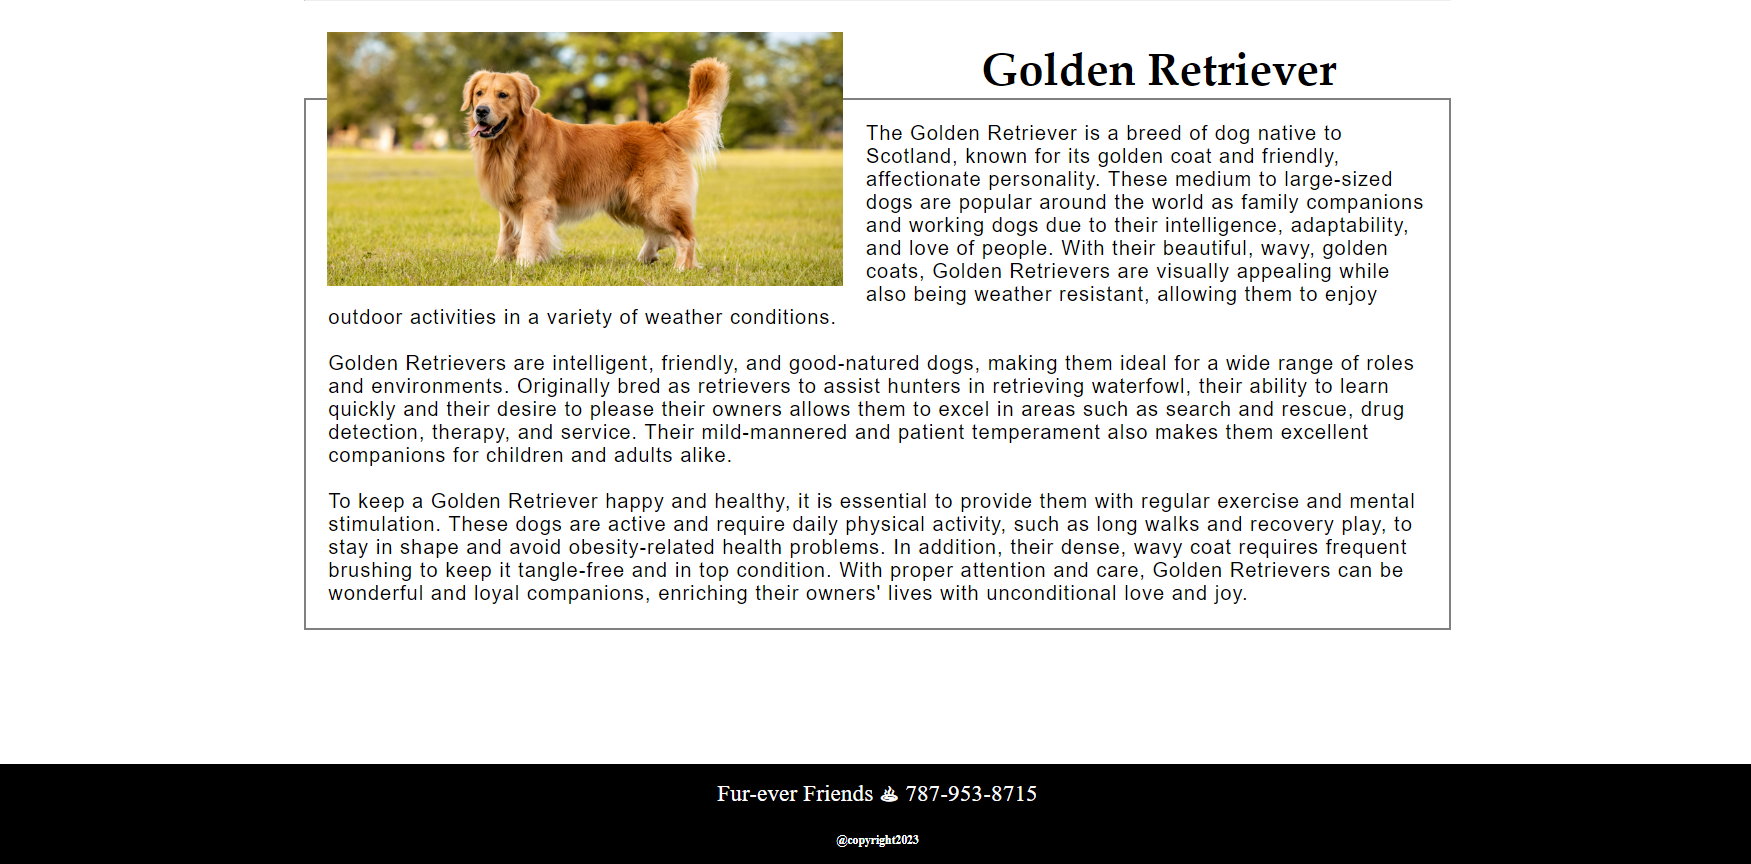 Golden Retriever
The Golden Retriever is a breed of dog native to
Scotland, known for its golden coat and friendly,
affectionate personality. These medium to large-sized
dogs are popular around the world as family companions
and working dogs due to their intelligence, adaptability,
and love of people. With their beautiful, wavy, golden
coats, Golden Retrievers are visually appealing while
also being weather resistant, allowing them to enjoy
outdoor activities in a variety of weather conditions.
Golden Retrievers are intelligent, friendly, and good-natured dogs, making them ideal for a wide range of roles
and environments. Originally bred as retrievers to assist hunters in retrieving waterfowl, their ability to learn
quickly and their desire to please their owners allows them to excel in areas such as search and rescue, drug
detection, therapy, and service. Their mild-mannered and patient temperament also makes them excellent
companions for children and adults alike.
To keep a Golden Retriever happy and healthy, it is essential to provide them with regular exercise and mental
stimulation. These dogs are active and require daily physical activity, such as long walks and recovery play, to
stay in shape and avoid obesity-related health problems. In addition, their dense, wavy coat requires frequent
brushing to keep it tangle-free and in top condition. With proper attention and care, Golden Retrievers can be
wonderful and loyal companions, enriching their owners' lives with unconditional love and joy.
Fur-ever Friends ♨ 787-953-8715
@copyright2023